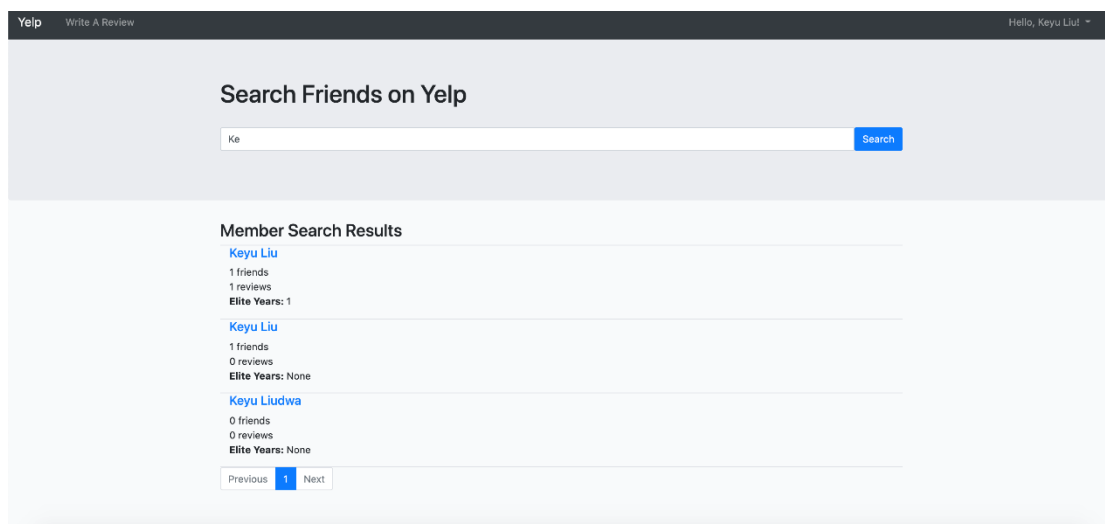 Yelp Write A Review Hello, Keyu Liu!
Search Friends on Yelp
Ke Search
Member Search Results
Keyu Liu
1 friends
1 reviews
Elite Years: 1
Keyu Liu
1 friends
0 reviews
Elite Years: None
Keyu Liudwa
0 friends
0 reviews
Elite Years: None
Previous 1 Next